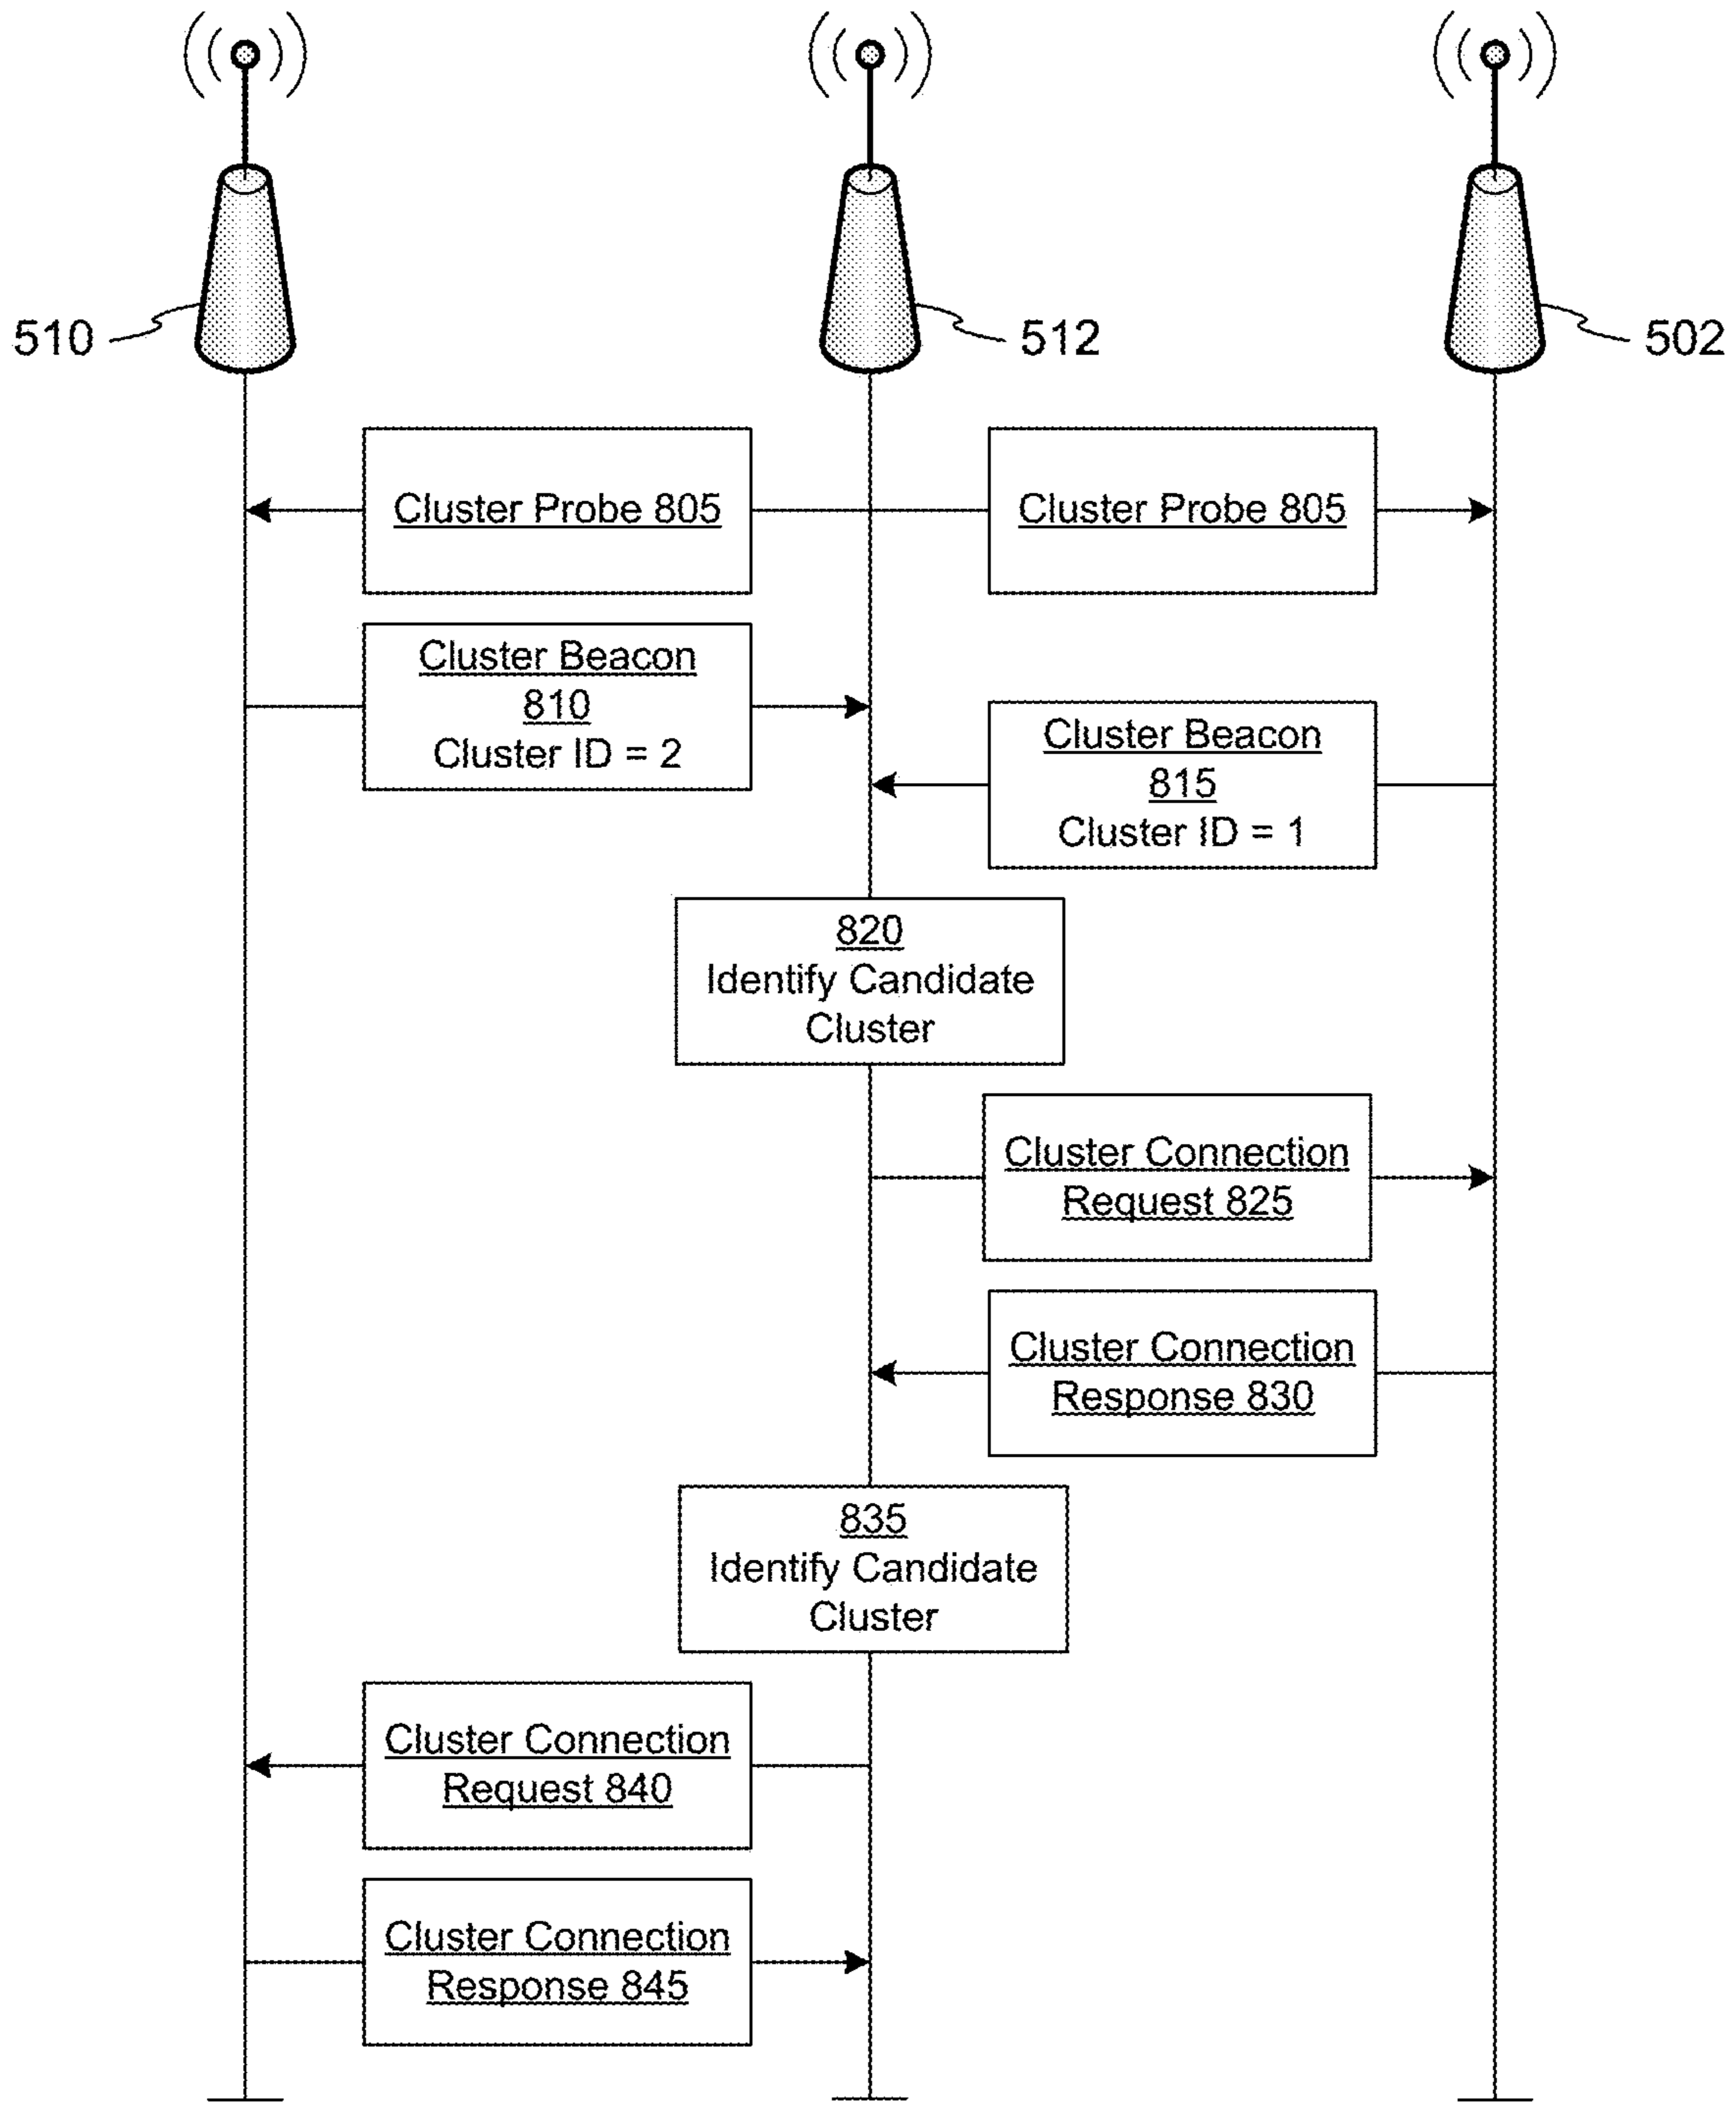 510
512
502
Cluster Probe 805
Cluster Probe 805
Cluster Beacon
810
Cluster ID = 2
Cluster Beacon
815
Cluster ID = 1
820
Identify Candidate
Cluster
Cluster Connection
Request 825
Cluster Connection
Response 830
835
Identify Candidate
Cluster
Cluster Connection
Request 840
Cluster Connection
Response 845